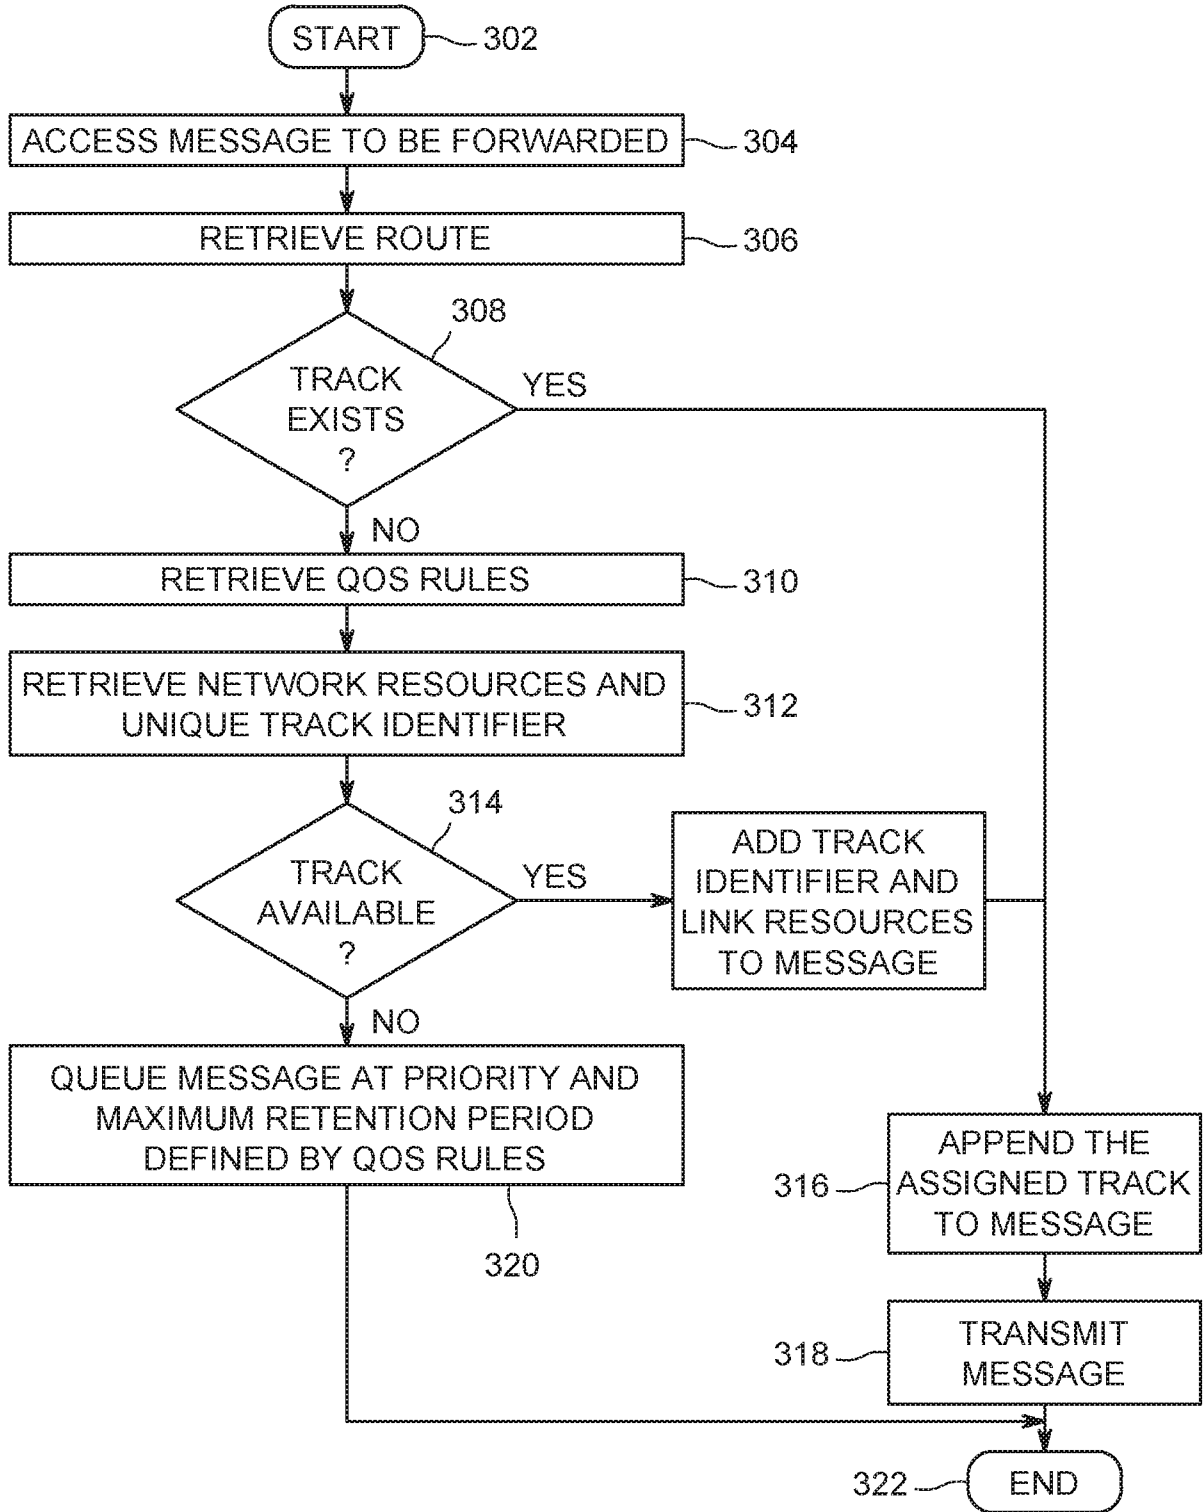 START
302
ACCESS MESSAGE TO BE FORWARDED
304
RETRIEVE ROUTE
306
308
TRACK
EXISTS
?
YES
NO
RETRIEVE QOS RULES
310
RETRIEVE NETWORK RESOURCES AND
UNIQUE TRACK IDENTIFIER
312
314
TRACK
AVAILABLE
?
YES
ADD TRACK
IDENTIFIER AND
LINK RESOURCES
TO MESSAGE
NO
QUEUE MESSAGE AT PRIORITY AND
MAXIMUM RETENTION PERIOD
DEFINED BY QOS RULES
320
316
APPEND THE
ASSIGNED TRACK
TO MESSAGE
318
TRANSMIT
MESSAGE
322
END